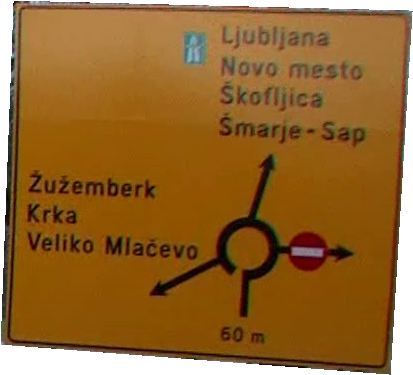 Ljubljana
Novo mesto
Škofljica
Šmarje-Sap
Žužemberk
Krka
Veliko Mlačevo
60 m